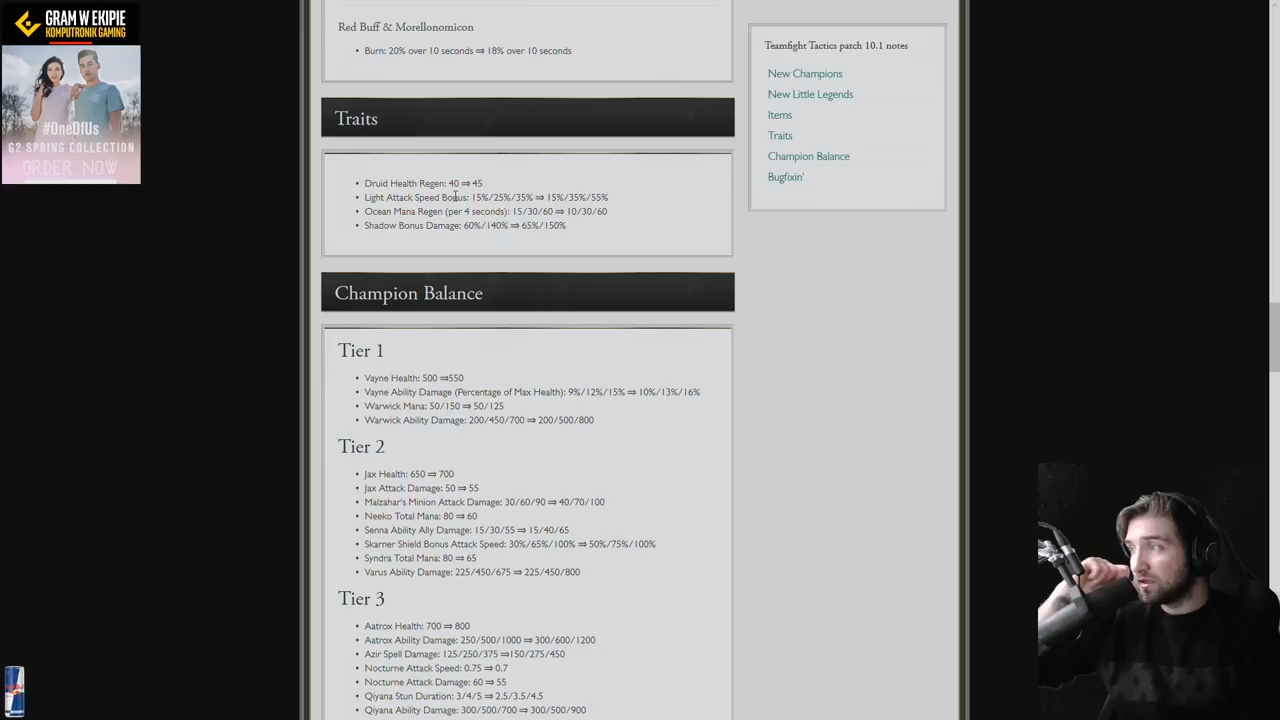 GRAM W EKIPIE
KOMPUTRONIK GAMING
#OneOfUs
G2 SPRING COLLECTION
ORDER NOW
Red Buff & Morellonomicon
• Burn: 20% over 10 seconds ⇒ 18% over 10 seconds
Traits
• Druid Health Regen: 40 ⇒ 45
• Light Attack Speed Bonus: 15%/25%/35% ⇒ 15%/35%/55%
• Ocean Mana Regen (per 4 seconds): 15/30/60 ⇒ 10/30/60
• Shadow Bonus Damage: 60%/140% ⇒ 65%/150%
Champion Balance
Tier 1
• Vayne Health: 500 ⇒550
• Vayne Ability Damage (Percentage of Max Health): 9%/12%/15% ⇒ 10%/13%/16%
• Warwick Mana: 50/150 ⇒ 50/125
• Warwick Ability Damage: 200/450/700 ⇒ 200/500/800
Tier 2
• Jax Health: 650 ⇒ 700
• Jax Attack Damage: 50 ⇒ 55
• Malzahar's Minion Attack Damage: 30/60/90 ⇒ 40/70/100
• Neeko Total Mana: 80 ⇒ 60
• Senna Ability Ally Damage: 15/30/55 ⇒ 15/40/65
• Skarner Shield Bonus Attack Speed: 30%/65%/100% ⇒ 50%/75%/100%
• Syndra Total Mana: 80 ⇒ 65
• Varus Ability Damage: 225/450/675 ⇒ 225/450/800
Tier 3
• Aatrox Health: 700 ⇒ 800
• Aatrox Ability Damage: 250/500/1000 ⇒ 300/600/1200
• Azir Spell Damage: 125/250/375 ⇒150/275/450
• Nocturne Attack Speed: 0.75 ⇒ 0.7
• Nocturne Attack Damage: 60 ⇒ 55
• Qiyana Stun Duration: 3/4/5 ⇒ 2.5/3.5/4.5
• Qiyana Ability Damage: 300/500/700 ⇒ 300/500/900
Teamfight Tactics patch 10.1 notes
New Champions
New Little Legends
Items
Traits
Champion Balance
Bugfixin'